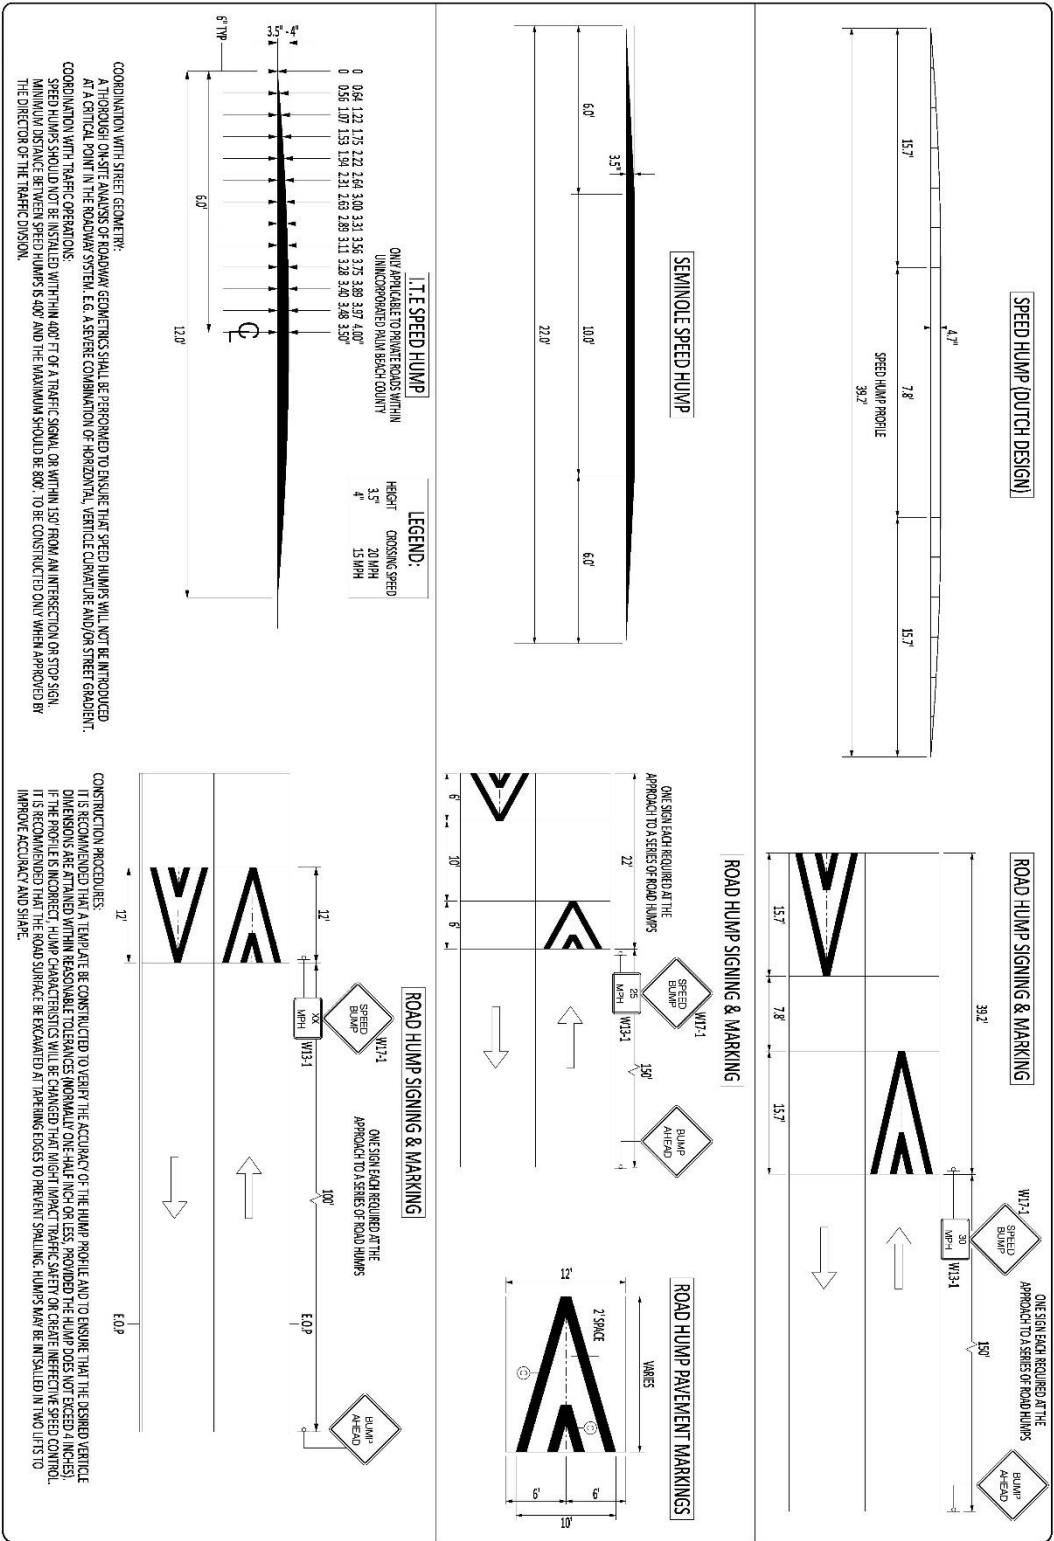 SPEED HUMP (DUTCH DESIGN)
4.7"
15.7'
7.8'
15.7'
SPEED HUMP PROFILE
39.2'
ROAD HUMP SIGNING & MARKING
39.2'
15.7'
7.8'
15.7'
W17-1
SPEED
BUMP
30
MPH
W13-1
ONE SIGN EACH REQUIRED AT THE
APPROACH TO A SERIES OF ROAD HUMPS
150'
BUMP
AHEAD
SEMINOLE SPEED HUMP
3.5"
6.0'
10.0'
6.0'
22.0'
ROAD HUMP SIGNING & MARKING
ONE SIGN EACH REQUIRED AT THE
APPROACH TO A SERIES OF ROAD HUMPS
22'
6'
10'
6'
W17-1
SPEED
BUMP
25
MPH
W13-1
150'
BUMP
AHEAD
ROAD HUMP PAVEMENT MARKINGS
VARIES
12'
2' SPACE
C
C
6'
6'
10'
I.T.E SPEED HUMP
ONLY APPLICABLE TO PRIVATE ROADS WITHIN
UNINCORPORATED PALM BEACH COUNTY
LEGEND:
HEIGHT CROSSING SPEED
3.5" 20 MPH
4" 15 MPH
0 0.64 1.22 1.75 2.22 2.64 3.00 3.31 3.56 3.75 3.89 3.97 4.00"
0 0.56 1.07 1.53 1.94 2.31 2.63 2.89 3.11 3.28 3.40 3.48 3.50"
3.5" - 4"
6" TYP
6.0'
CL
12.0'
COORDINATION WITH STREET GEOMETRY:
A THOROUGH ON-SITE ANALYSIS OF ROADWAY GEOMETRICS SHALL BE PERFORMED TO ENSURE THAT SPEED HUMPS WILL NOT BE INTRODUCED
AT A CRITICAL POINT IN THE ROADWAY SYSTEM. E.G. A SEVERE COMBINATION OF HORIZONTAL, VERTICLE CURVATURE AND/OR STREET GRADIENT.
COORDINATION WITH TRAFFIC OPERATIONS:
SPEED HUMPS SHOULD NOT BE INSTALLED WITHTHIN 400' FT OF A TRAFFIC SIGNAL OR WITHIN 150' FROM AN INTERSECTION OR STOP SIGN.
MINIMUM DISTANCE BETWEEN SPEED HUMPS IS 400' AND THE MAXIMUM SHOULD BE 800'. TO BE CONSTRUCTED ONLY WHEN APPROVED BY
THE DIRECTOR OF THE TRAFFIC DIVISION.
ROAD HUMP SIGNING & MARKING
ONE SIGN EACH REQUIRED AT THE
APPROACH TO A SERIES OF ROAD HUMPS
W17-1
SPEED
BUMP
XX
MPH
W13-1
12'
100'
BUMP
AHEAD
E.O.P
E.O.P
12'
CONSTRUCTION PROCEDURES:
IT IS RECOMMENDED THAT A TEMPLATE BE CONSTRUCTED TO VERIFY THE ACCURACY OF THE HUMP PROFILE AND TO ENSURE THAT THE DESIRED VERTICLE
DIMENSIONS ARE ATTAINED WITHIN REASONABLE TOLERANCES (NORMALLY ONE-HALF INCH OR LESS, PROVIDED THE HUMP DOES NOT EXCEED 4 INCHES).
IF THE PROFILE IS INCORRECT, HUMP CHARACTERISTICS WILL BE CHANGED THAT MIGHT IMPACT TRAFFIC SAFETY OR CREATE INEFFECTIVE SPEED CONTROL.
IT IS RECOMMENDED THAT THE ROAD SURFACE BE EXCAVATED AT TAPERING EDGES TO PREVENT SPALLING. HUMPS MAY BE INTSALLED IN TWO LIFTS TO
IMPROVE ACCURACY AND SHAPE.